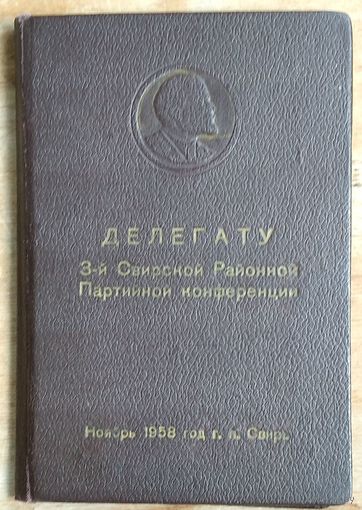 ДЕЛЕГАТУ
3-й Свирской Районной
Партийной конференции
Ноябрь 1958 год г. п. Свирь